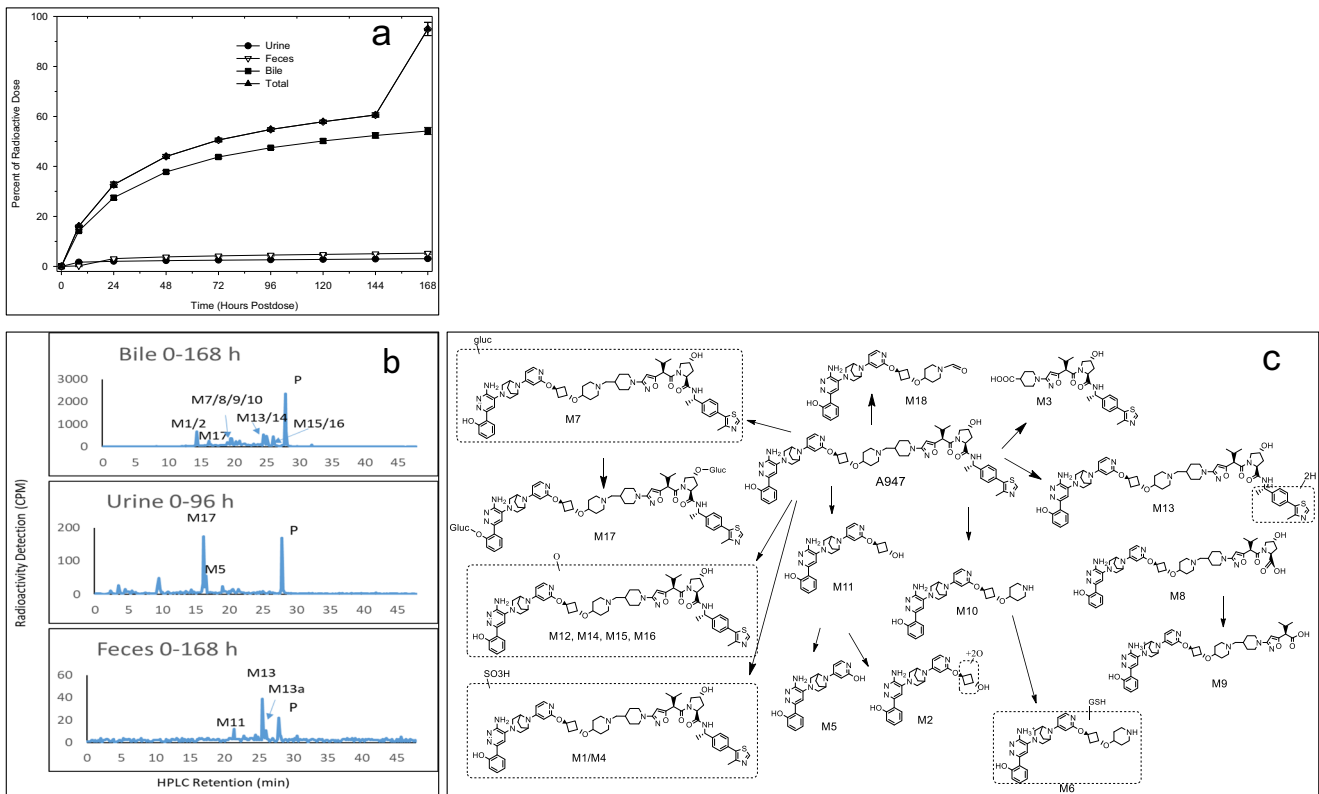 a
100
80
60
40
20
0
Percent of Radioactive Dose
Urine
Feces
Bile
Total
0 24 48 72 96 120 144 168
Time (Hours Postdose)
b
Radioactivity Detection (CPM)
Bile 0-168 h
3000
2000
1000
0
P
M7/8/9/10
M13/14
M1/2
M17
M15/16
0 5 10 15 20 25 30 35 40 45
Urine 0-96 h
200
100
0
M17
P
M5
0 5 10 15 20 25 30 35 40 45
Feces 0-168 h
60
40
20
0
M13
M13a
M11
P
0 5 10 15 20 25 30 35 40 45
HPLC Retention (min)
c
gluc
M7
M18
HOOC
M3
A947
2H
M13
O-Gluc
Gluc
M17
O
M12, M14, M15, M16
M11
M10
M8
M9
SO3H
M1/M4
M5
+2O
M2
GSH
M6